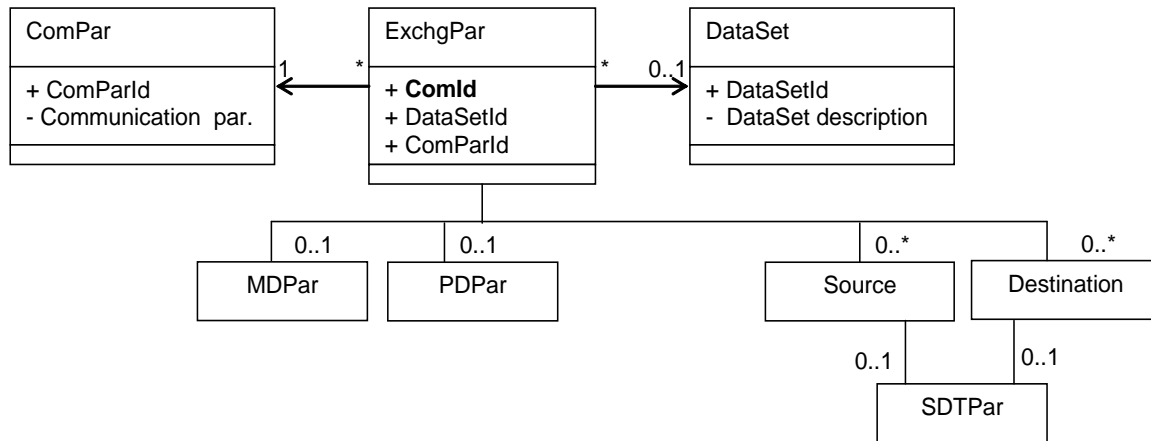 ComPar
ExchgPar
DataSet
1
*
*
0..1
+ ComParId
- Communication par.
+ ComId
+ DataSetId
+ ComParId
+ DataSetId
- DataSet description
0..1
0..1
0..*
0..*
MDPar
PDPar
Source
Destination
0..1
0..1
SDTPar